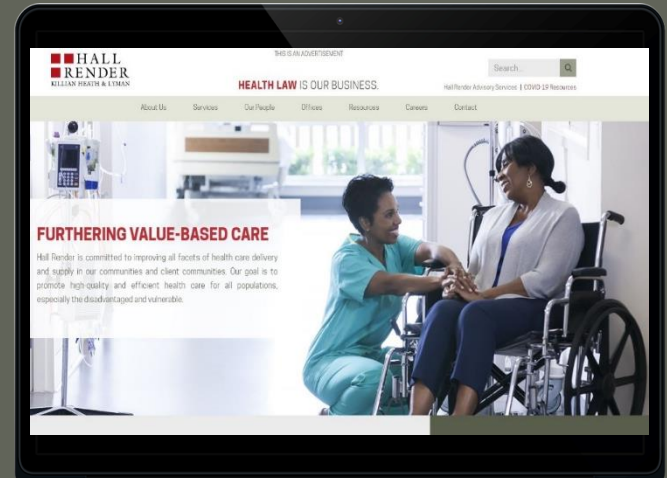 HALL
RENDER
KILLIAN HEATH & LYMAN
THIS IS AN ADVERTISEMENT
HEALTH LAW IS OUR BUSINESS.
Search...
Hall Render Advisory Services | COVID-19 Resources
About Us Services Our People Offices Resources Careers Contact
FURTHERING VALUE-BASED CARE
Hall Render is committed to improving all facets of health care delivery
and supply in our communities and client communities. Our goal is to
promote high-quality and efficient health care for all populations,
especially the disadvantaged and vulnerable.